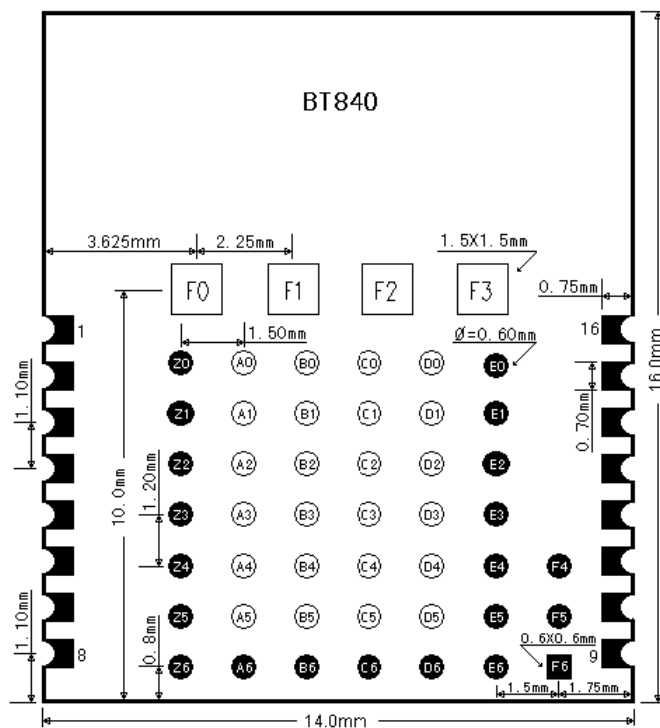 BT840
3.625mm
2.25mm
1.5X1.5mm
F0 F1 F2 F3
0.75mm
1 16
1.50mm
Ø=0.60mm
16.0mm
Z0 A0 B0 C0 D0 E0
1.10mm
0.70mm
Z1 A1 B1 C1 D1 E1
10.0mm
1.20mm
Z2 A2 B2 C2 D2 E2
Z3 A3 B3 C3 D3 E3
Z4 A4 B4 C4 D4 E4 F4
1.10mm
0.8mm
Z5 A5 B5 C5 D5 E5 F5
0.6X0.6mm
8 9
Z6 A6 B6 C6 D6 E6 F6
1.5mm 1.75mm
14.0mm